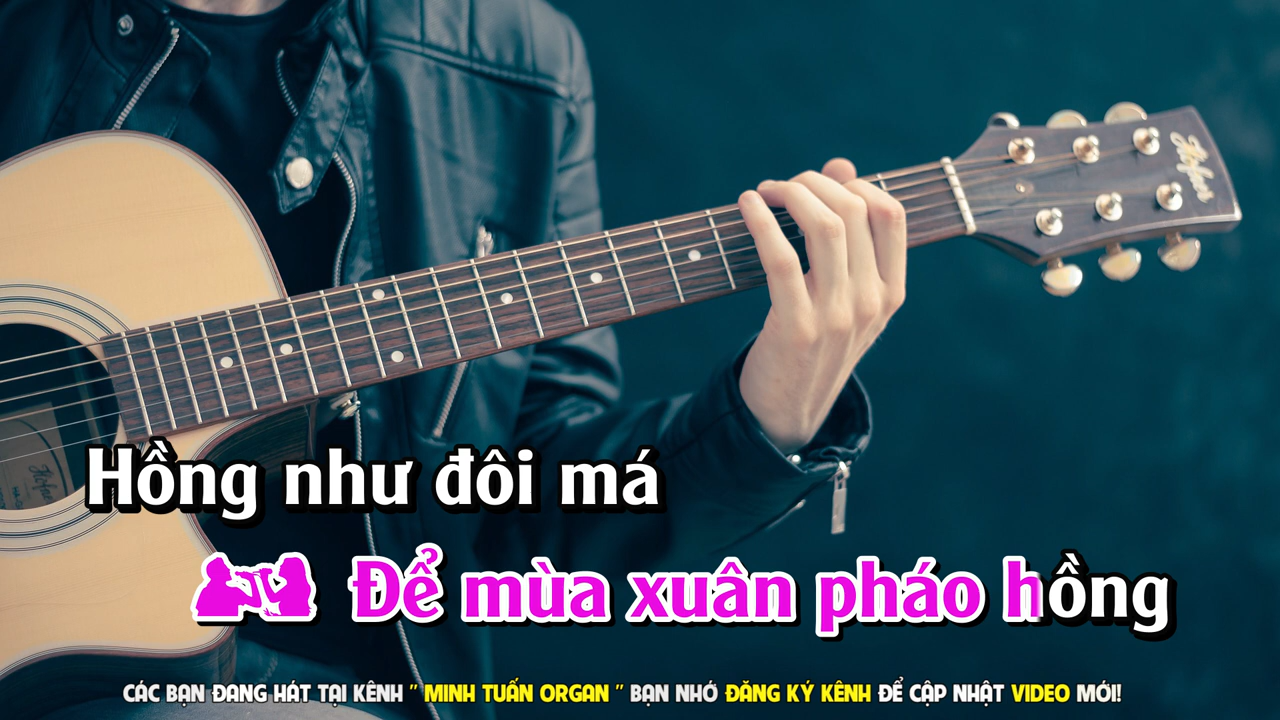 Hofner
Hồng như đôi má
Để mùa xuân pháo hồng
CÁC BẠN ĐANG HÁT TẠI KÊNH " MINH TUẤN ORGAN " BẠN NHỚ ĐĂNG KÝ KÊNH ĐỂ CẬP NHẬT VIDEO MỚI!